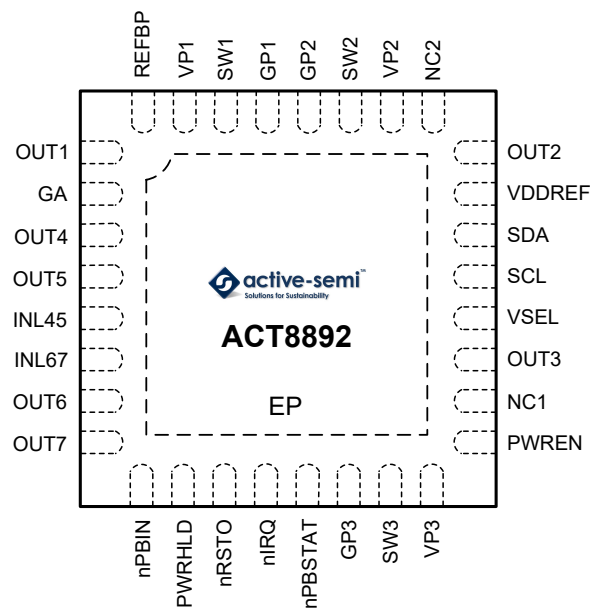 REFBP
VP1
SW1
GP1
GP2
SW2
VP2
NC2
OUT1
GA
OUT4
OUT5
INL45
INL67
OUT6
OUT7
OUT2
VDDREF
SDA
SCL
VSEL
OUT3
NC1
PWREN
active-semi™
Solutions for Sustainability
ACT8892
EP
nPBIN
PWRHLD
nRSTO
nIRQ
nPBSTAT
GP3
SW3
VP3